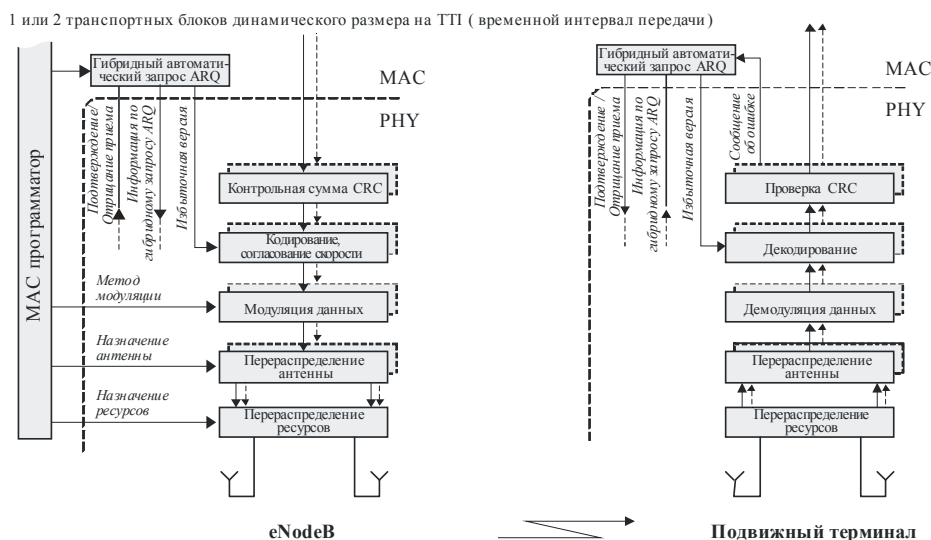 1 или 2 транспортных блоков динамического размера на TTI ( временной интервал передачи)
MAC программатор
Гибридный автомати-
ческий запрос ARQ
MAC
PHY
Подтверждение/
Отрицание приема
Информация по
гибридному запросу ARQ
Избыточная версия
Контрольная сумма CRC
Кодирование,
согласование скорости
Метод
модуляции
Модуляция данных
Назначение
антенны
Перераспределение
антенны
Назначение
ресурсов
Перераспределение
ресурсов
eNodeB
Гибридный автомати-
ческий запрос ARQ
MAC
PHY
Подтверждение /
Отрицание приема
Информация по
гибридному запросу ARQ
Избыточная версия
Сообщение
об ошибке
Проверка CRC
Декодирование
Демодуляция данных
Перераспределение
антенны
Перераспределение
ресурсов
Подвижный терминал